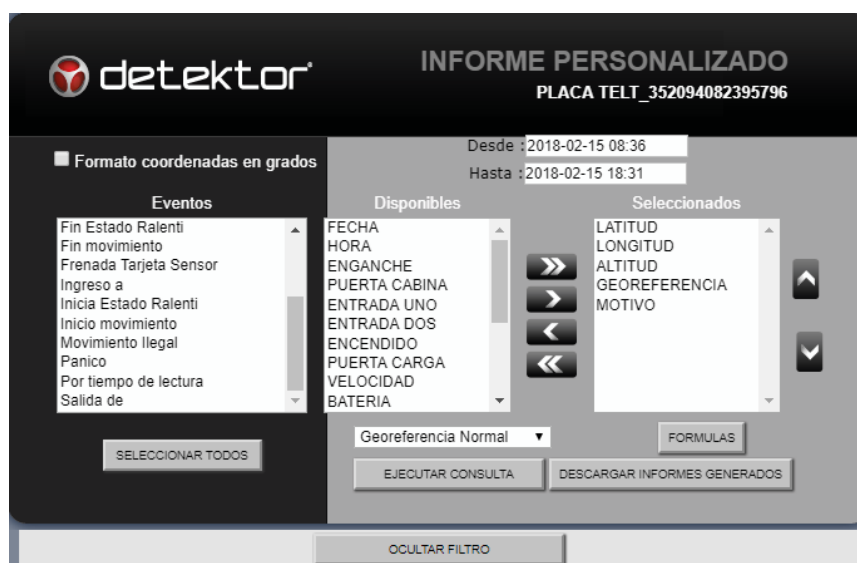 detektor
INFORME PERSONALIZADO
PLACA TELT_352094082395796
Formato coordenadas en grados
Desde :2018-02-15 08:36
Hasta :2018-02-15 18:31
Eventos
Fin Estado Ralenti
Fin movimiento
Frenada Tarjeta Sensor
Ingreso a
Inicia Estado Ralenti
Inicio movimiento
Movimiento Ilegal
Panico
Por tiempo de lectura
Salida de
SELECCIONAR TODOS
Disponibles
FECHA
HORA
ENGANCHE
PUERTA CABINA
ENTRADA UNO
ENTRADA DOS
ENCENDIDO
PUERTA CARGA
VELOCIDAD
BATERIA
Seleccionados
LATITUD
LONGITUD
ALTITUD
GEOREFERENCIA
MOTIVO
Georeferencia Normal
FORMULAS
EJECUTAR CONSULTA
DESCARGAR INFORMES GENERADOS
OCULTAR FILTRO